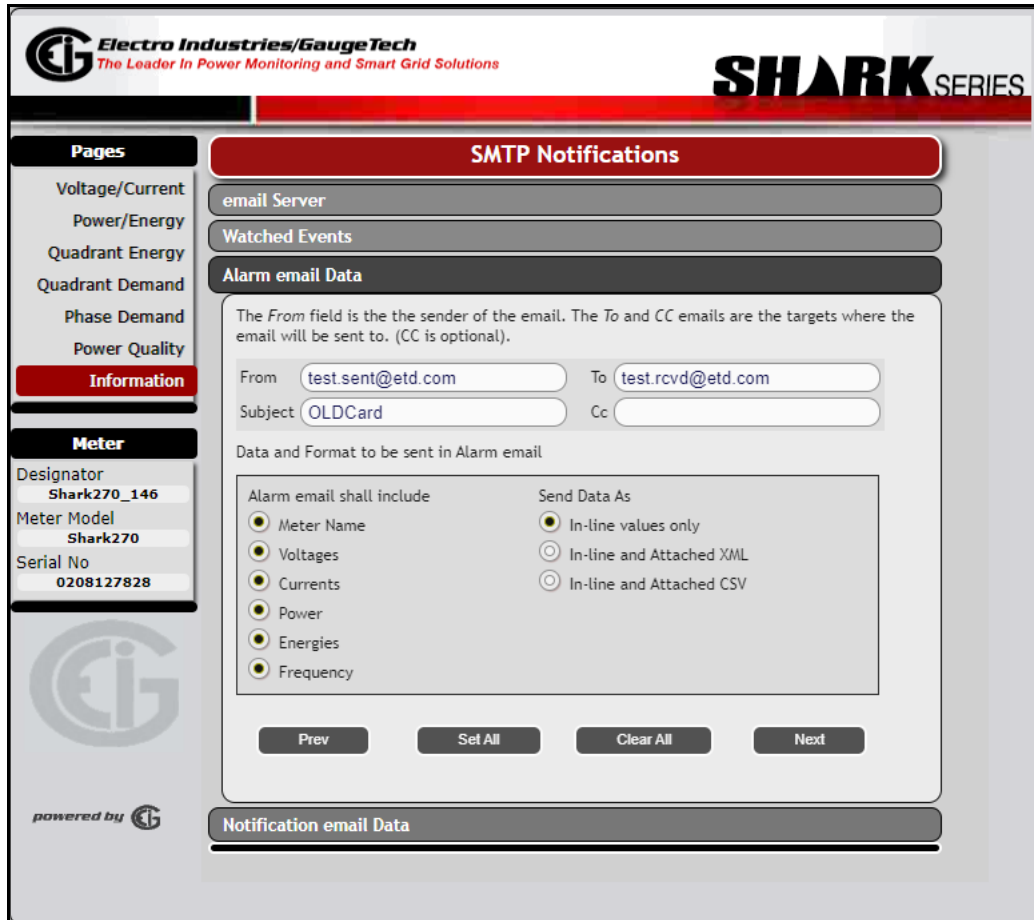 Electro Industries/GaugeTech
The Leader In Power Monitoring and Smart Grid Solutions
SHARK SERIES
Pages
Voltage/Current
Power/Energy
Quadrant Energy
Quadrant Demand
Phase Demand
Power Quality
Information
Meter
Designator
Shark270_146
Meter Model
Shark270
Serial No
0208127828
EIG
powered by EIG
SMTP Notifications
email Server
Watched Events
Alarm email Data
The From field is the the sender of the email. The To and CC emails are the targets where the
email will be sent to. (CC is optional).
From test.sent@etd.com To test.rcvd@etd.com
Subject OLDCard Cc
Data and Format to be sent in Alarm email
Alarm email shall include
Meter Name
Voltages
Currents
Power
Energies
Frequency
Send Data As
In-line values only
In-line and Attached XML
In-line and Attached CSV
Prev Set All Clear All Next
Notification email Data